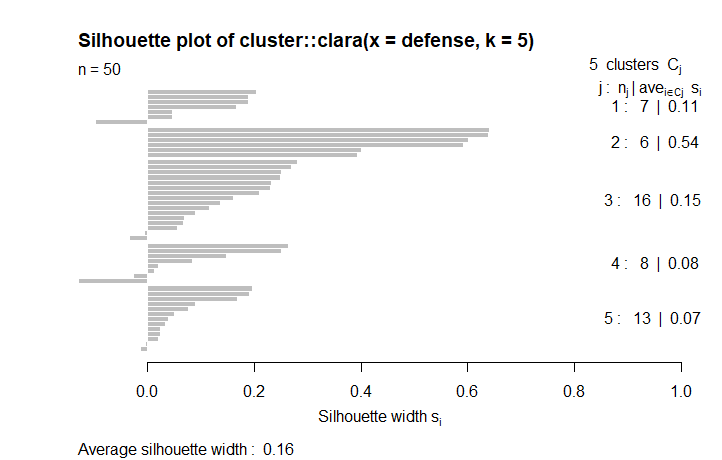 Silhouette plot of cluster::clara(x = defense, k = 5)
n = 50
5 clusters Cj
j : nj | avei∈Cj si
1 : 7 | 0.11
2 : 6 | 0.54
3 : 16 | 0.15
4 : 8 | 0.08
5 : 13 | 0.07
0.0 0.2 0.4 0.6 0.8 1.0
Silhouette width si
Average silhouette width : 0.16